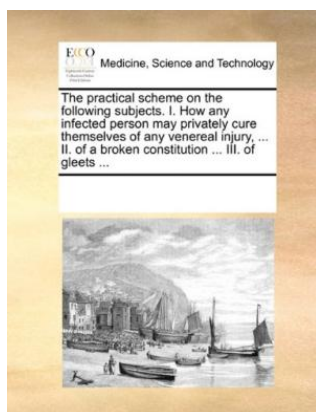 ECCO
Medicine, Science and Technology
The practical scheme on the
following subjects. I. How any
infected person may privately cure
themselves of any venereal injury, ...
II. of a broken constitution ... III. of
gleets ...